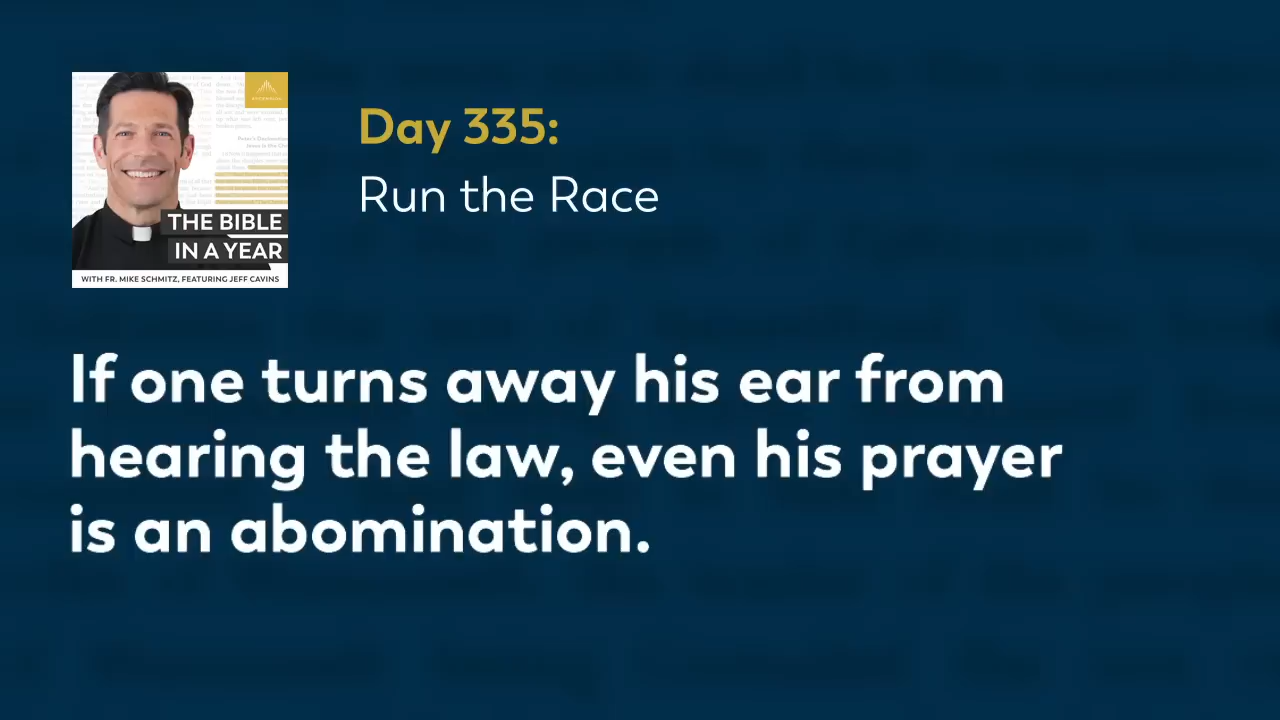 Day 335:
Run the Race
THE BIBLE
IN A YEAR
WITH FR. MIKE SCHMITZ, FEATURING JEFF CAVINS
If one turns away his ear from
hearing the law, even his prayer
is an abomination.